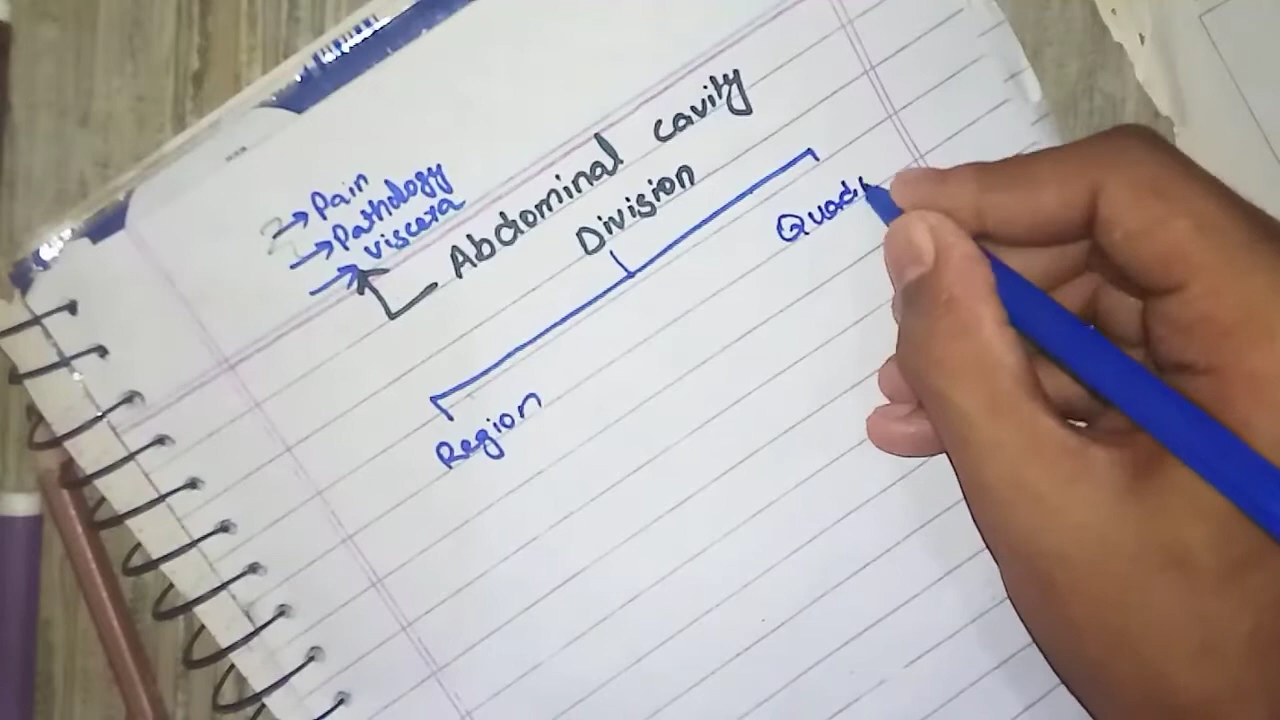 Pain
Pathology
viscera
Abdominal cavity
Division
Region
Quad